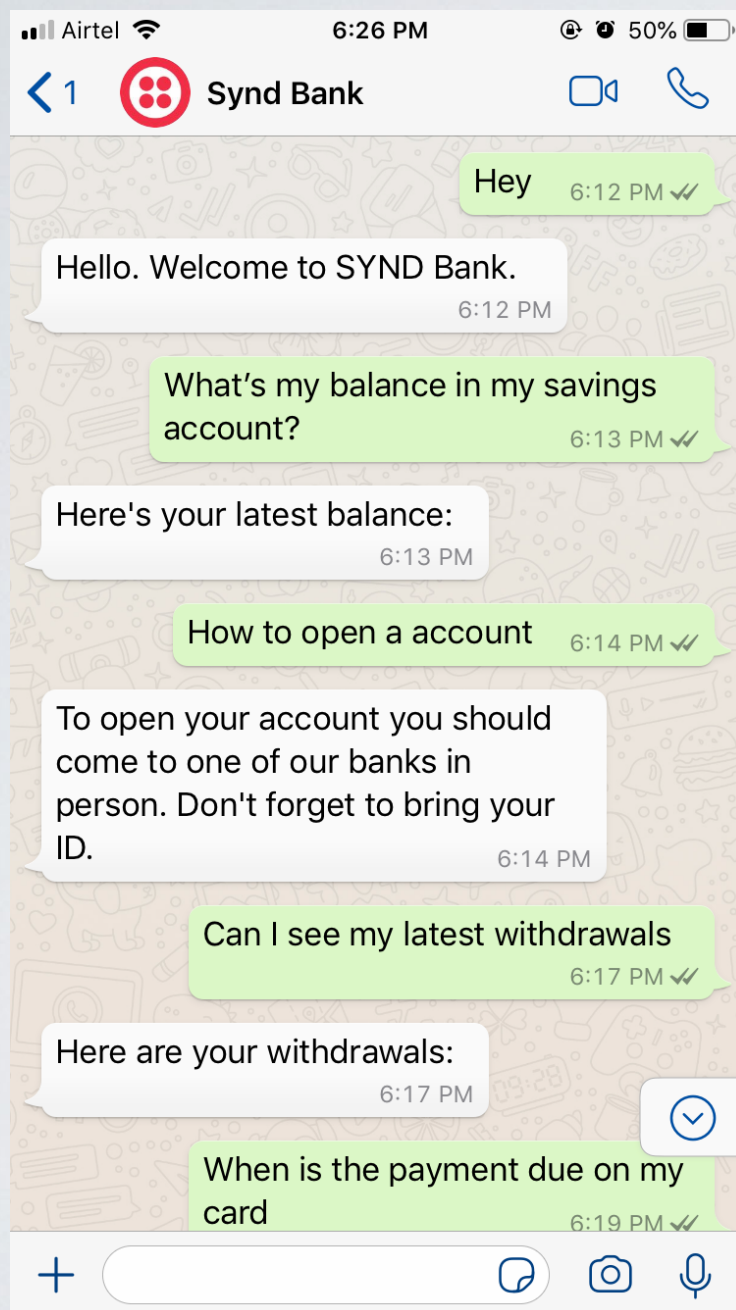 Airtel 6:26 PM 50%
1 Synd Bank
Hey 6:12 PM
Hello. Welcome to SYND Bank.
6:12 PM
What’s my balance in my savings
account? 6:13 PM
Here's your latest balance:
6:13 PM
How to open a account 6:14 PM
To open your account you should
come to one of our banks in
person. Don't forget to bring your
ID. 6:14 PM
Can I see my latest withdrawals
6:17 PM
Here are your withdrawals:
6:17 PM
When is the payment due on my
card 6:19 PM